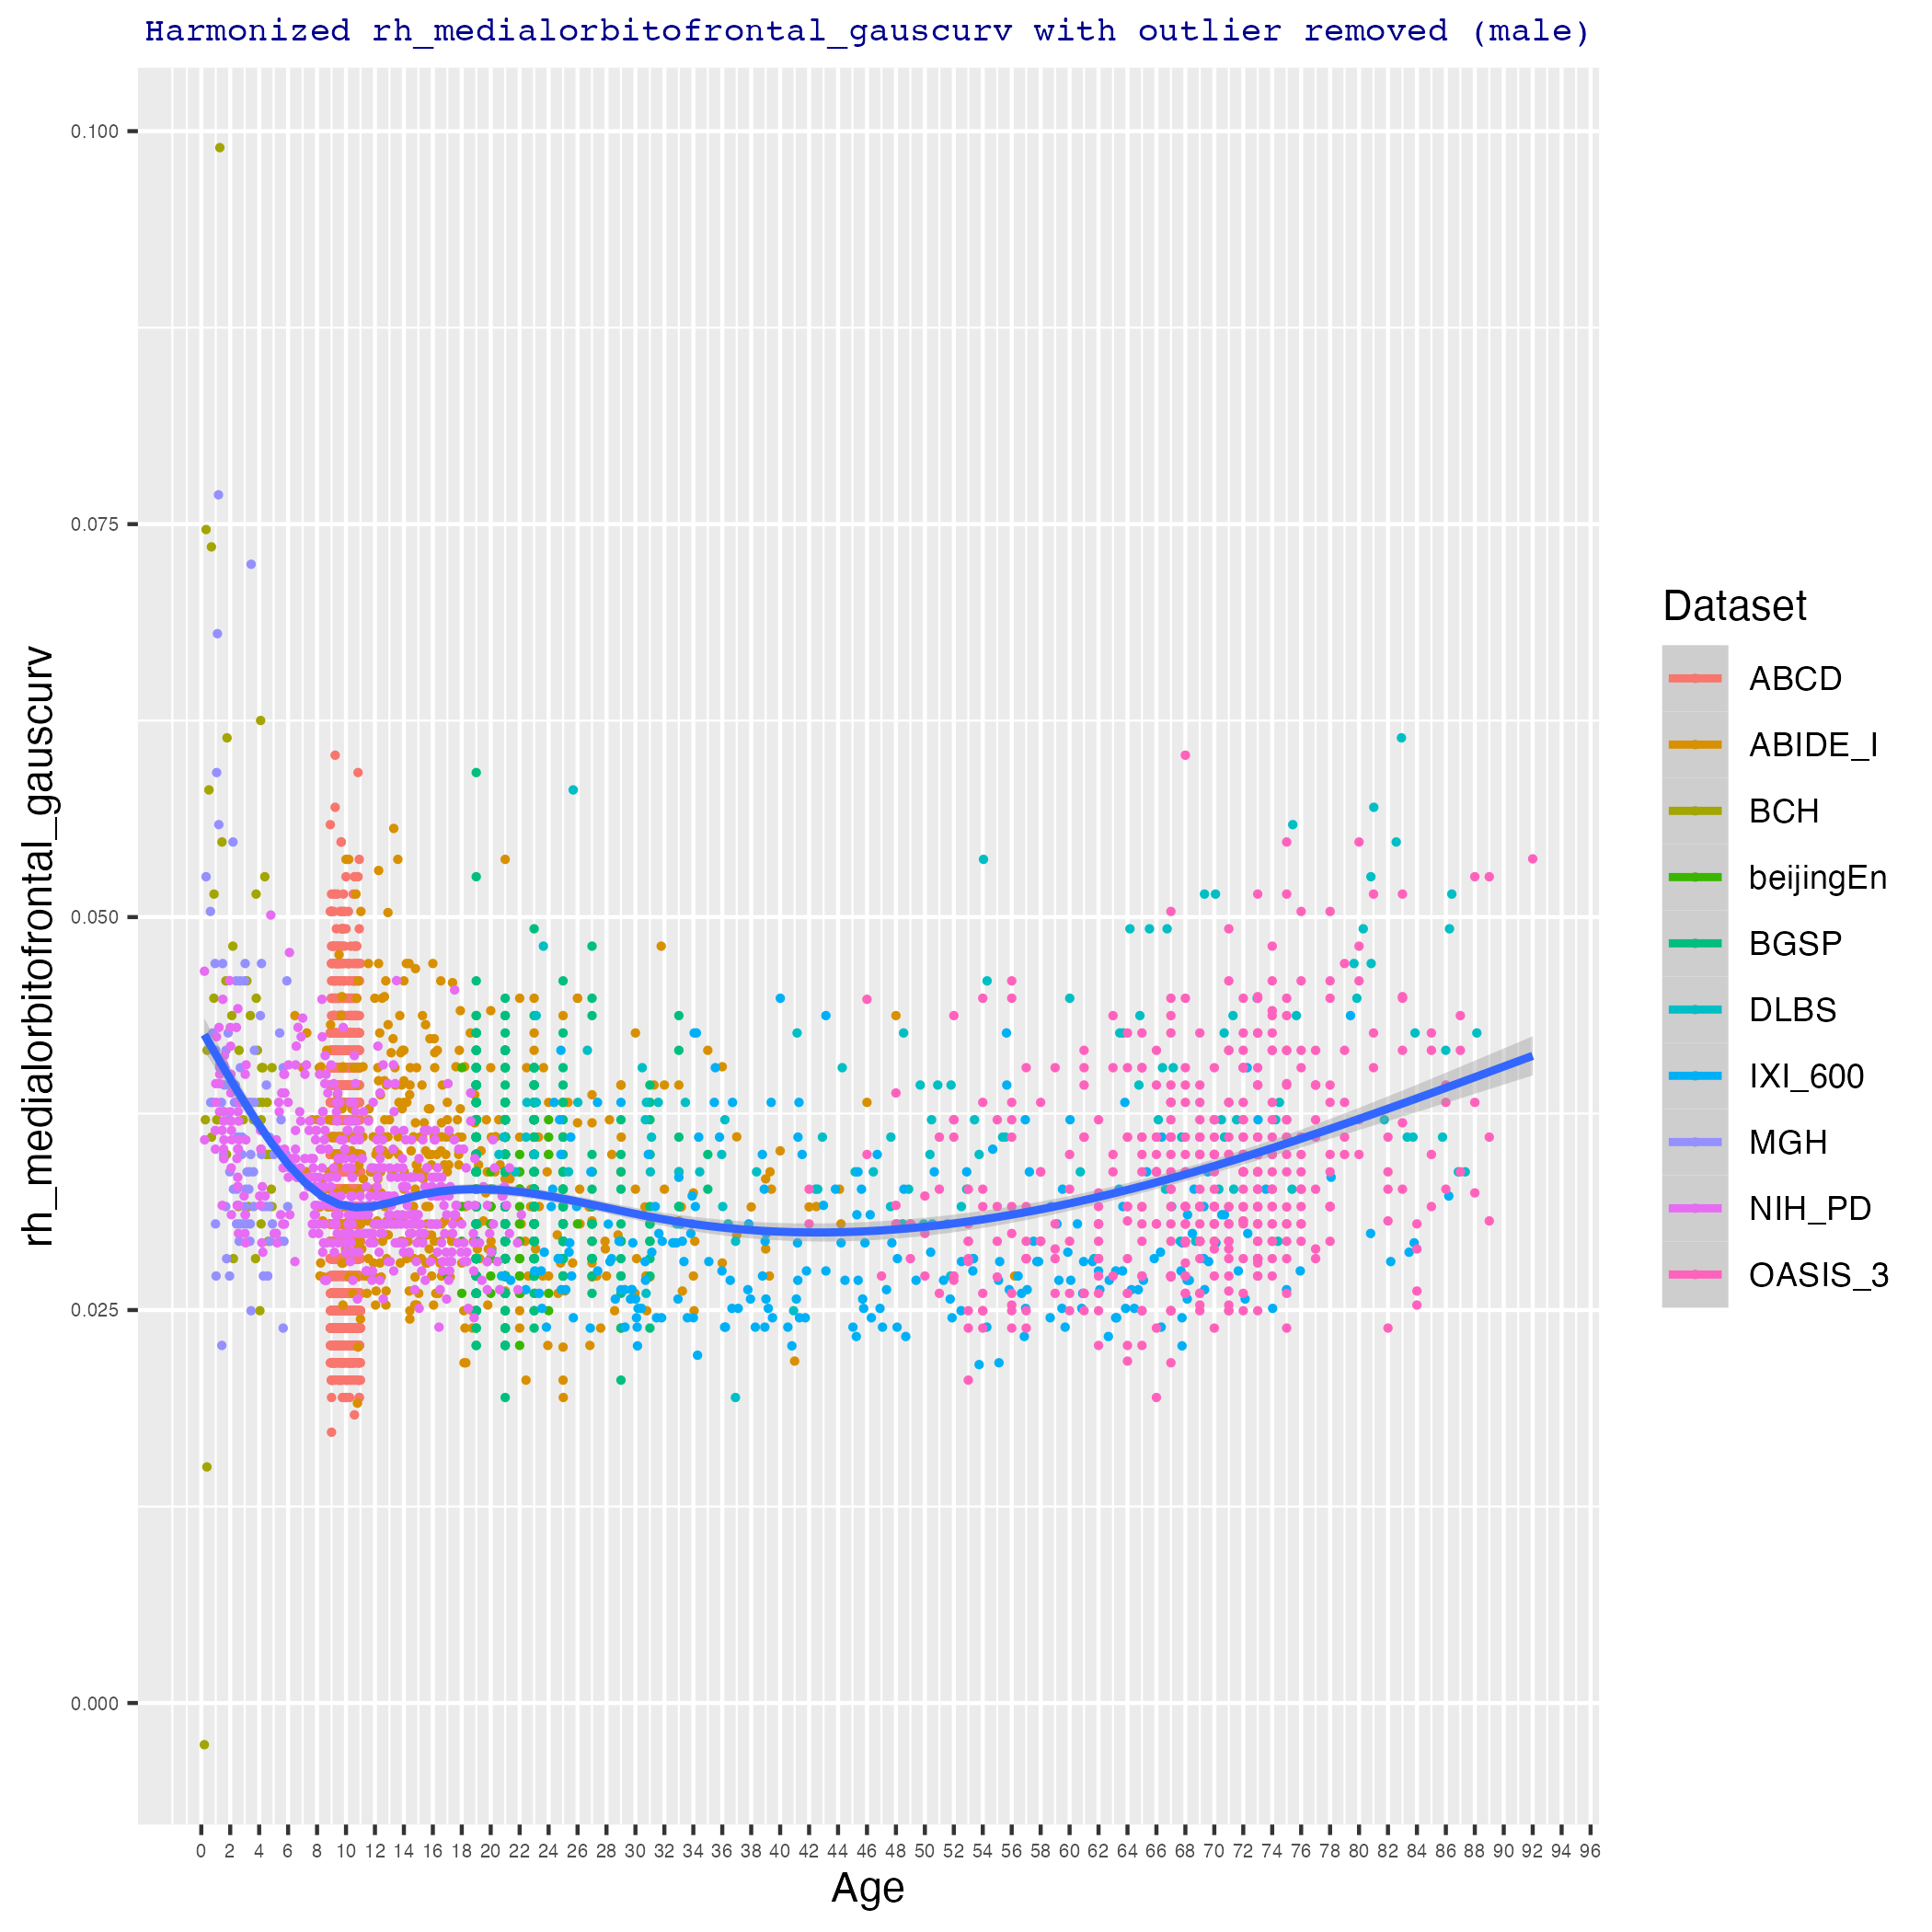 Harmonized rh_medialorbitofrontal_gauscurv with outlier removed (male)
rh_medialorbitofrontal_gauscurv
0.100
0.075
0.050
0.025
0.000
0 2 4 6 8 10 12 14 16 18 20 22 24 26 28 30 32 34 36 38 40 42 44 46 48 50 52 54 56 58 60 62 64 66 68 70 72 74 76 78 80 82 84 86 88 90 92 94 96
Age
Dataset
ABCD
ABIDE_I
BCH
beijingEn
BGSP
DLBS
IXI_600
MGH
NIH_PD
OASIS_3